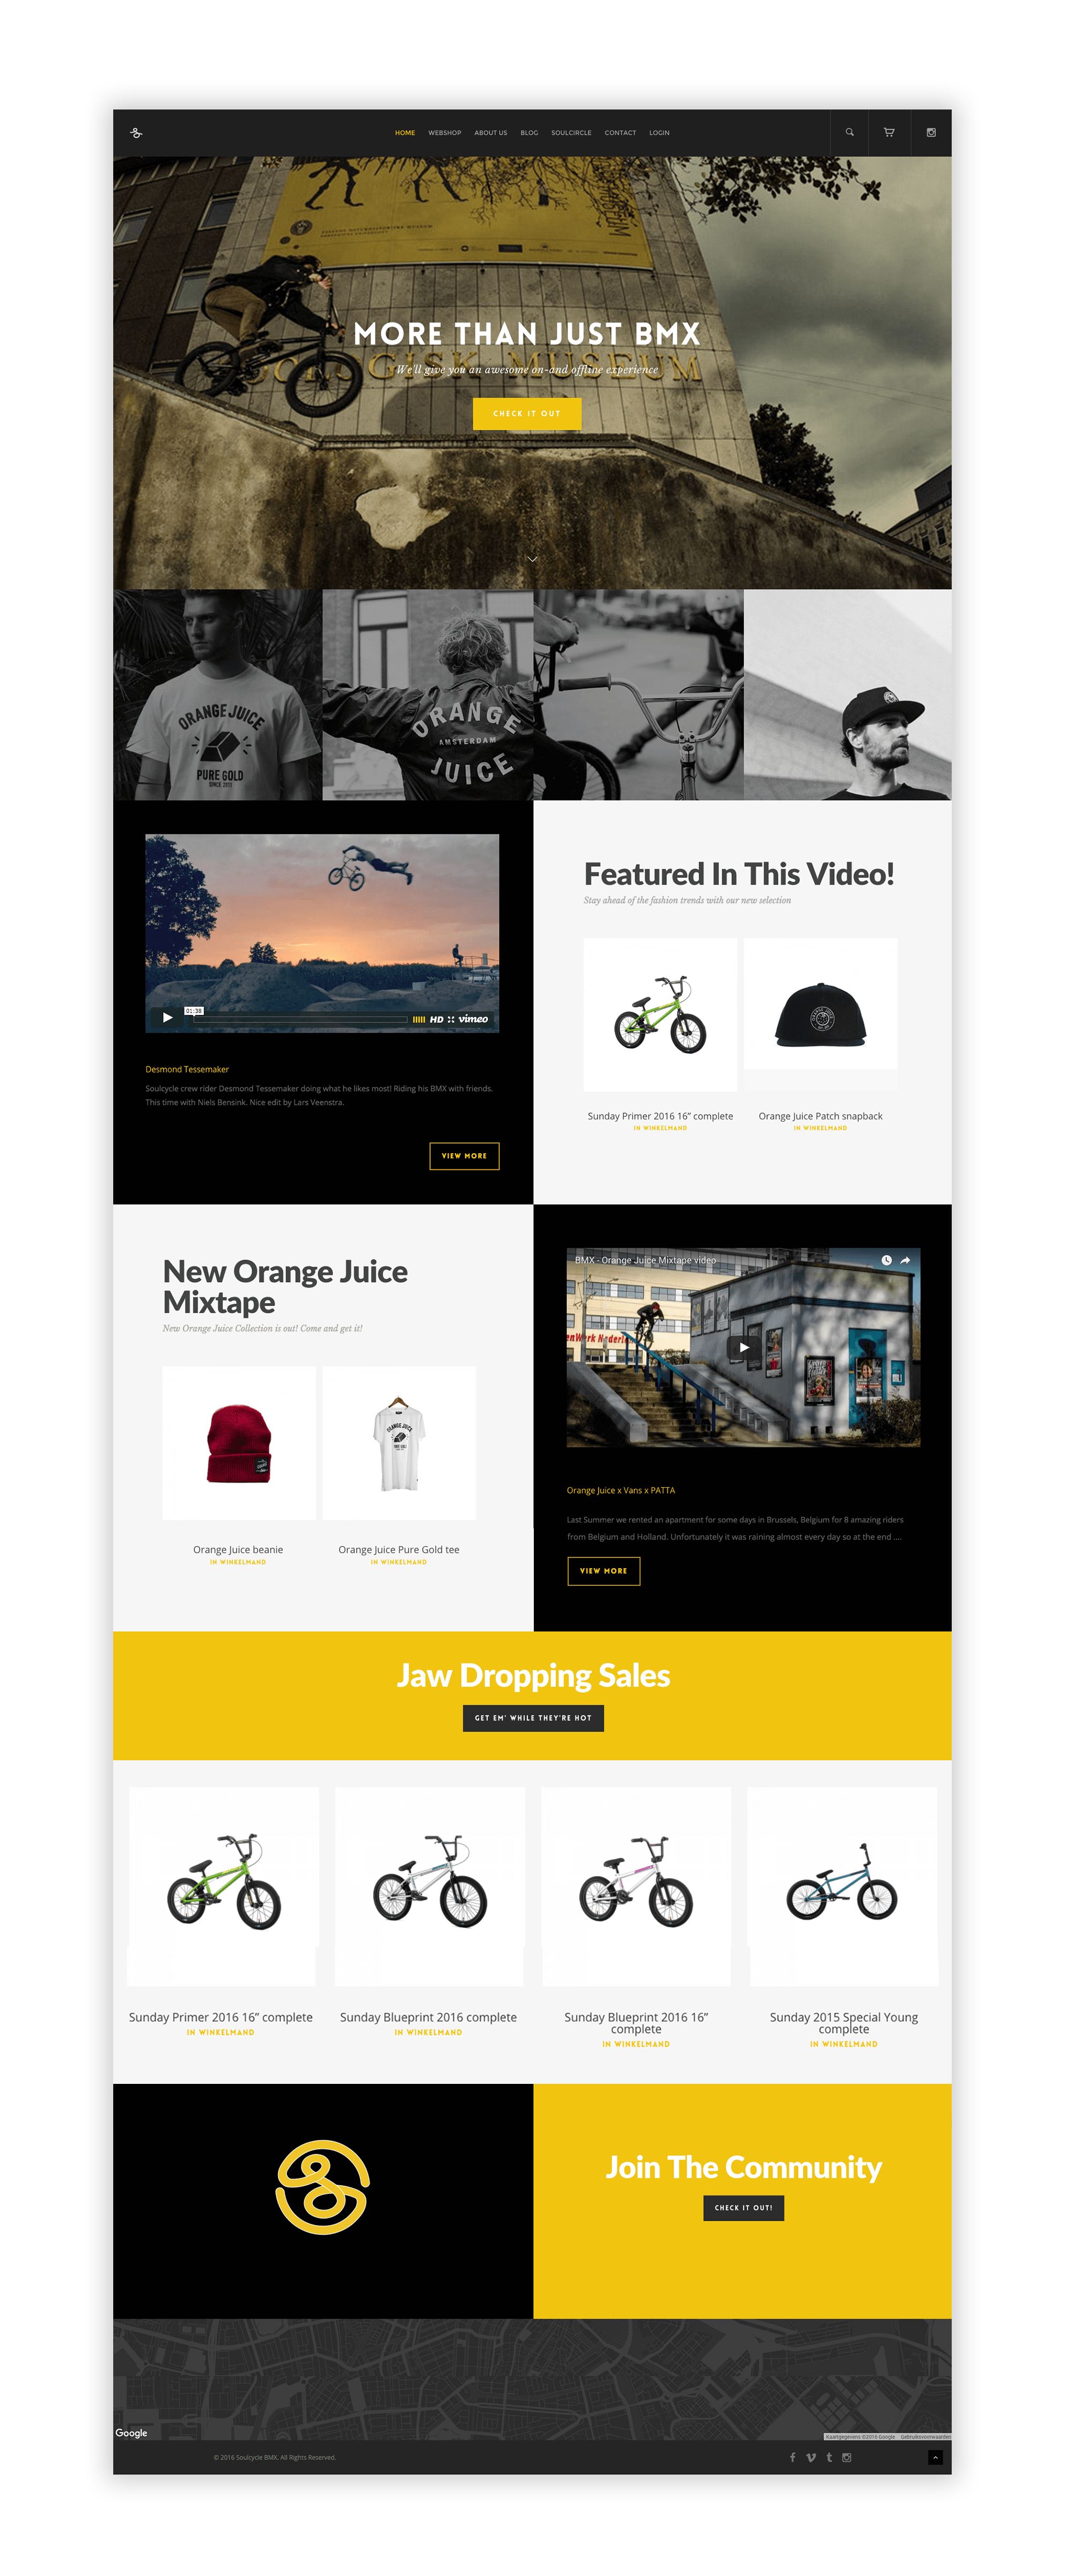 HOME WEBSHOP ABOUT US BLOG SOULCIRCLE CONTACT LOGIN
MORE THAN JUST BMX
GISK MUSEUM
We'll give you an awesome on-and offline experience
CHECK IT OUT
ORANGE JUICE
PURE GOLD
SINCE 2011
ORANGE
AMSTERDAM
JUICE
01:38
HD vimeo
Desmond Tessemaker
Soulcycle crew rider Desmond Tessemaker doing what he likes most! Riding his BMX with friends.
This time with Niels Bensink. Nice edit by Lars Veenstra.
VIEW MORE
Featured In This Video!
Stay ahead of the fashion trends with our new selection
Sunday Primer 2016 16” complete
IN WINKELMAND
Orange Juice Patch snapback
IN WINKELMAND
New Orange Juice
Mixtape
New Orange Juice Collection is out! Come and get it!
ORANGE JUICE
Orange Juice beanie
IN WINKELMAND
Orange Juice Pure Gold tee
IN WINKELMAND
BMX - Orange Juice Mixtape video
Orange Juice x Vans x PATTA
Last Summer we rented an apartment for some days in Brussels, Belgium for 8 amazing riders
from Belgium and Holland. Unfortunately it was raining almost every day so at the end ....
VIEW MORE
Jaw Dropping Sales
GET EM' WHILE THEY'RE HOT
Sunday Primer 2016 16” complete
IN WINKELMAND
Sunday Blueprint 2016 complete
IN WINKELMAND
Sunday Blueprint 2016 16”
complete
IN WINKELMAND
Sunday 2015 Special Young
complete
IN WINKELMAND
Join The Community
CHECK IT OUT!
Google
Kaartgegevens ©2016 Google Gebruiksvoorwaarden
© 2016 Soulcycle BMX. All Rights Reserved.